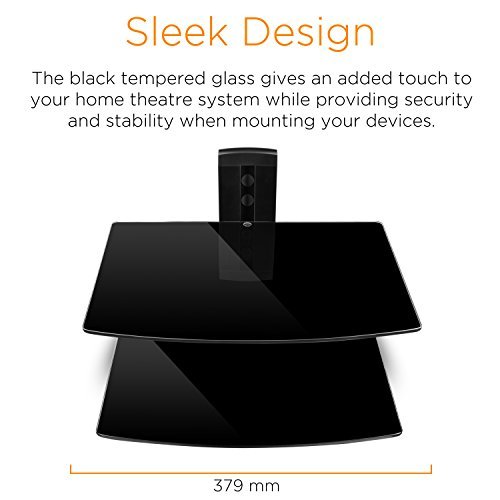 Sleek Design
The black tempered glass gives an added touch to
your home theatre system while providing security
and stability when mounting your devices.
379 mm